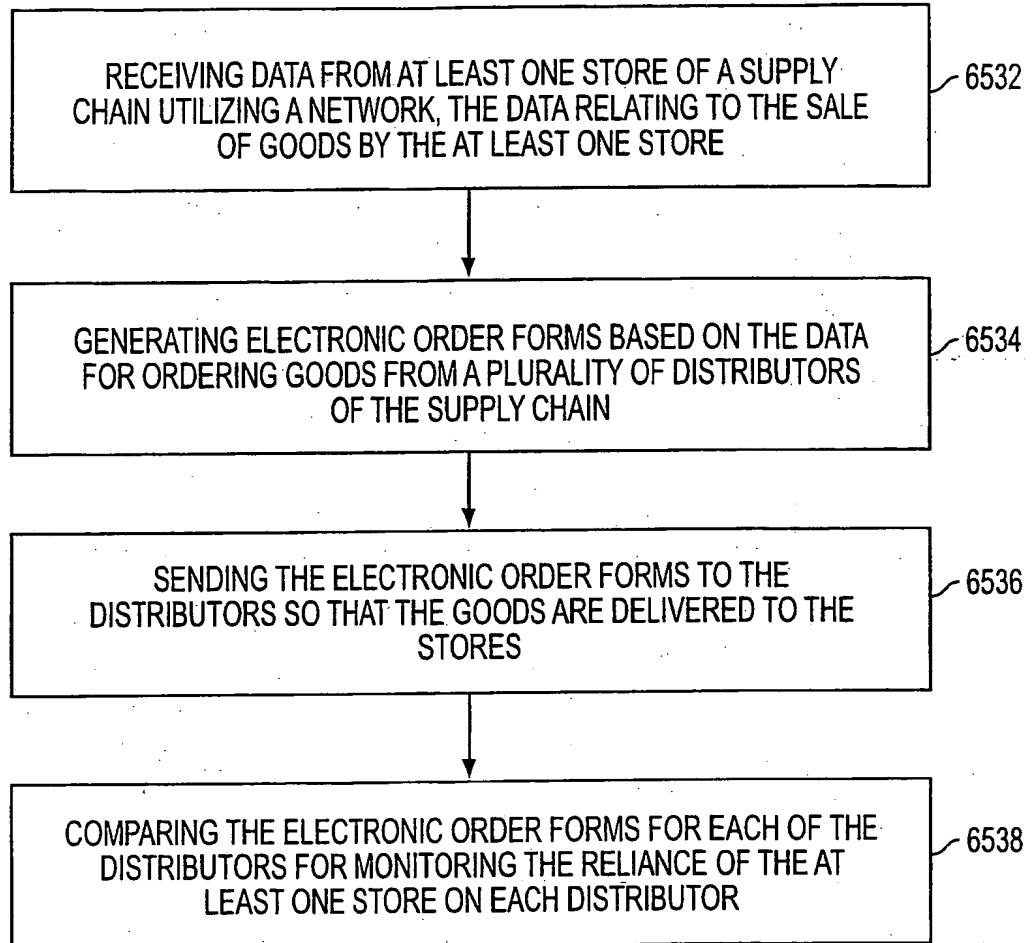 RECEIVING DATA FROM AT LEAST ONE STORE OF A SUPPLY
CHAIN UTILIZING A NETWORK, THE DATA RELATING TO THE SALE
OF GOODS BY THE AT LEAST ONE STORE
6532
GENERATING ELECTRONIC ORDER FORMS BASED ON THE DATA
FOR ORDERING GOODS FROM A PLURALITY OF DISTRIBUTORS
OF THE SUPPLY CHAIN
6534
SENDING THE ELECTRONIC ORDER FORMS TO THE
DISTRIBUTORS SO THAT THE GOODS ARE DELIVERED TO THE
STORES
6536
COMPARING THE ELECTRONIC ORDER FORMS FOR EACH OF THE
DISTRIBUTORS FOR MONITORING THE RELIANCE OF THE AT
LEAST ONE STORE ON EACH DISTRIBUTOR
6538